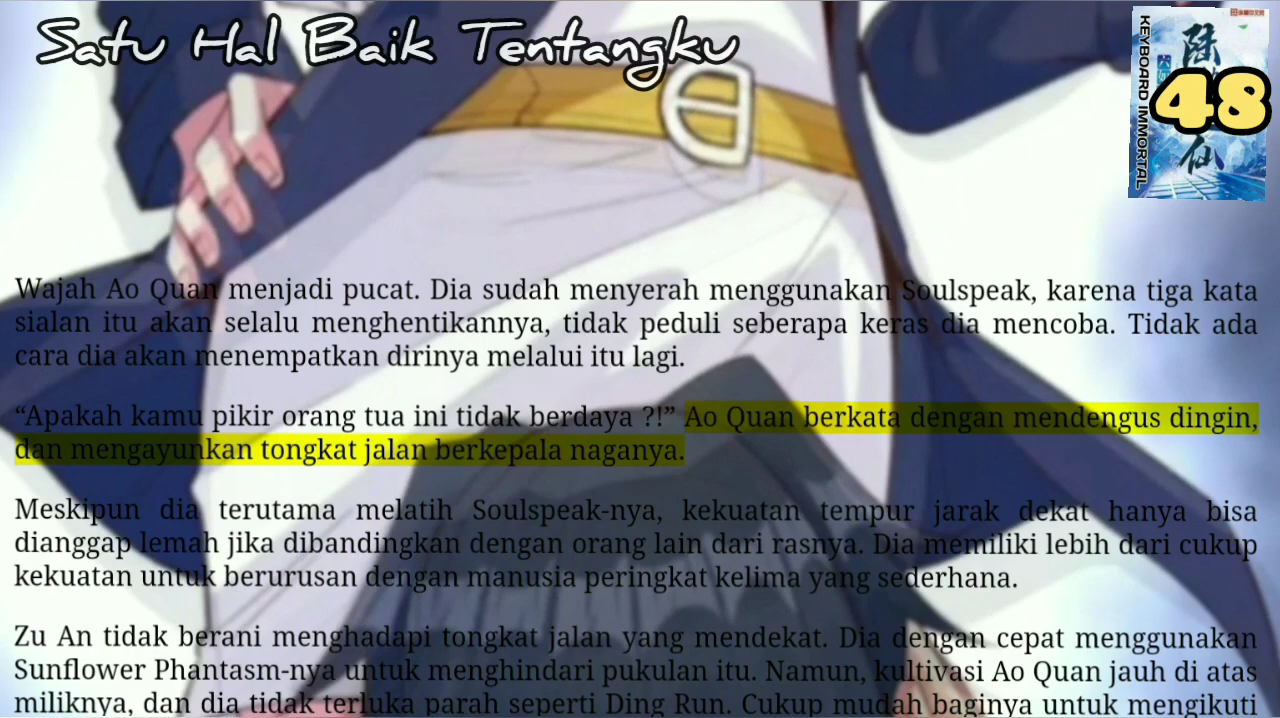 Satu Hal Baik Tentangku
KEYBOARD IMMORTAL
48
仙
Wajah Ao Quan menjadi pucat. Dia sudah menyerah menggunakan Soulspeak, karena tiga kata
sialan itu akan selalu menghentikannya, tidak peduli seberapa keras dia mencoba. Tidak ada
cara dia akan menempatkan dirinya melalui itu lagi.
“Apakah kamu pikir orang tua ini tidak berdaya ?!” Ao Quan berkata dengan mendengus dingin,
dan mengayunkan tongkat jalan berkepala naganya.
Meskipun dia terutama melatih Soulspeak-nya, kekuatan tempur jarak dekat hanya bisa
dianggap lemah jika dibandingkan dengan orang lain dari rasnya. Dia memiliki lebih dari cukup
kekuatan untuk berurusan dengan manusia peringkat kelima yang sederhana.
Zu An tidak berani menghadapi tongkat jalan yang mendekat. Dia dengan cepat menggunakan
Sunflower Phantasm-nya untuk menghindari pukulan itu. Namun, kultivasi Ao Quan jauh di atas
miliknya, dan dia tidak terluka parah seperti Ding Run. Cukup mudah baginya untuk mengikuti